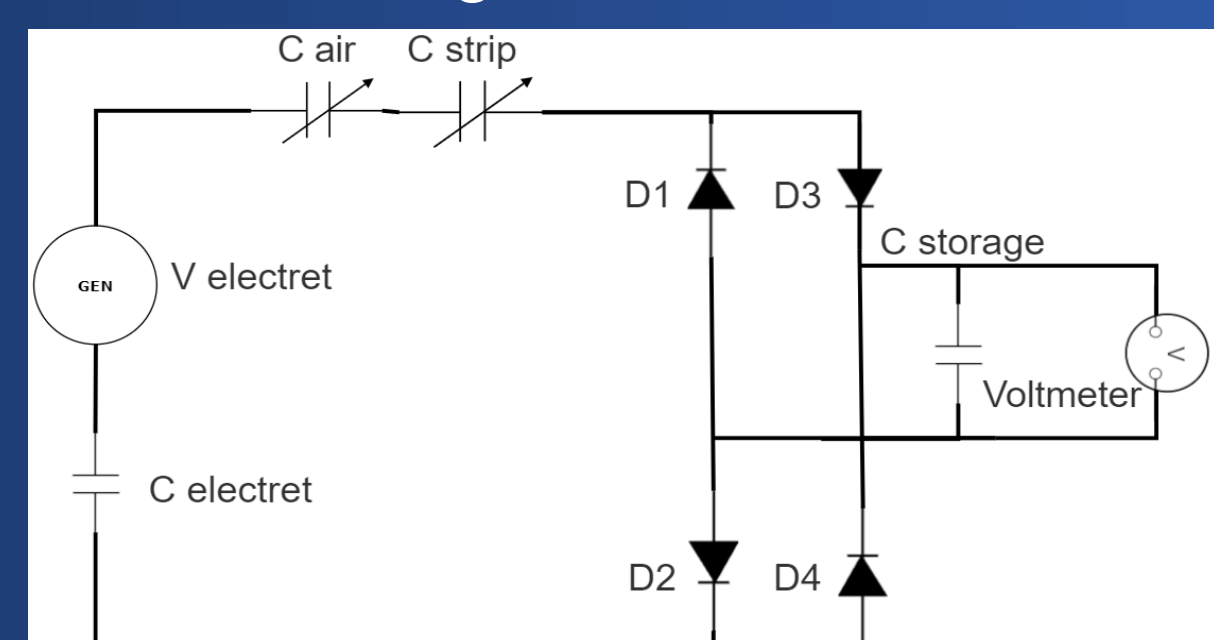 C air
C strip
D1
D3
C storage
GEN
V electret
V
Voltmeter
C electret
D2
D4